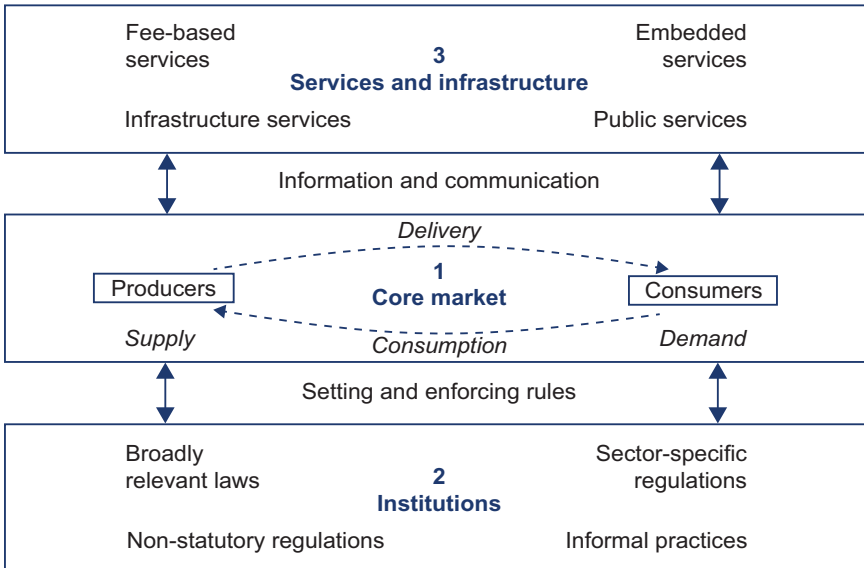 Fee-based
services
Embedded
services
3
Services and infrastructure
Infrastructure services
Public services
Information and communication
Delivery
1
Core market
Producers
Consumers
Supply
Consumption
Demand
Setting and enforcing rules
Broadly
relevant laws
Sector-specific
regulations
2
Institutions
Non-statutory regulations
Informal practices